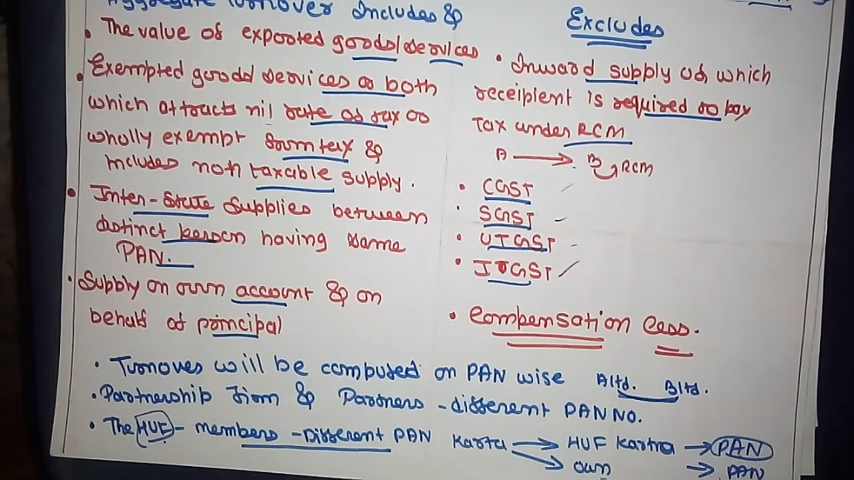 Aggregate Turnover Includes &
• The value of exported goods/services
• Exempted goods/services or both
which attracts nil rate of tax or
wholly exempt from tax &
includes non taxable supply.
• Inter-State Supplies between
distinct person having same
PAN.
• Supply on own account & on
behalf of principal
Excludes
• Inward supply of which
receipient is required to pay
Tax under RCM
A → B RCM
• CGST
• SGST
• UTGST
• IGST
• Compensation Cess.
• Turnover will be computed on PAN wise A ltd. B ltd.
• Partnership Firm & Partners - different PAN NO.
• The HUF - members - Different PAN Karta → HUF Karta → PAN
→ own → PAN